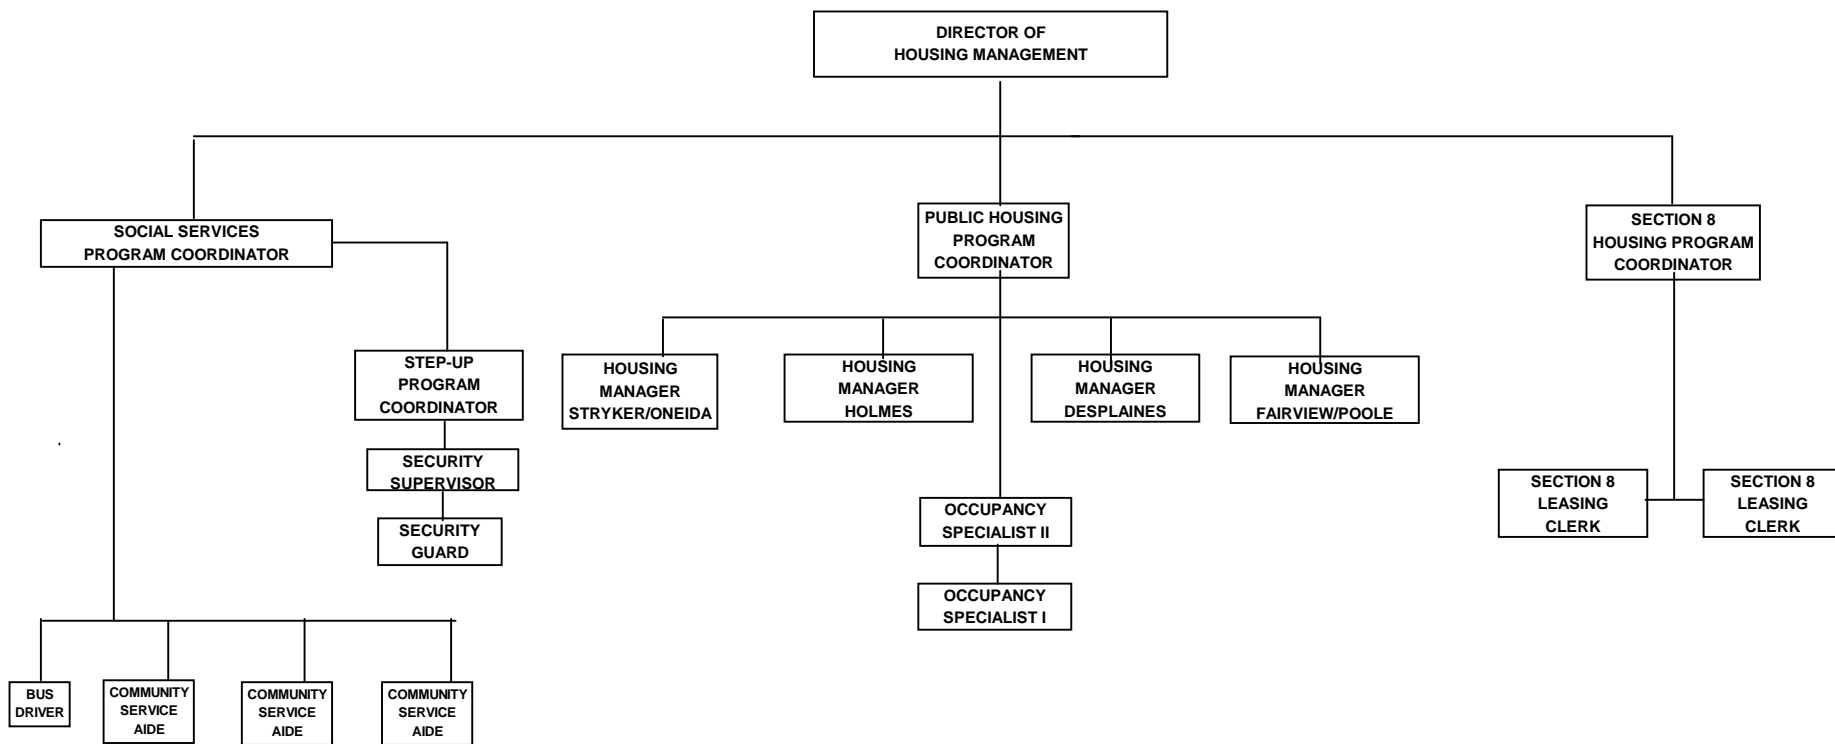 DIRECTOR OF
HOUSING MANAGEMENT
SOCIAL SERVICES
PROGRAM COORDINATOR
PUBLIC HOUSING
PROGRAM
COORDINATOR
SECTION 8
HOUSING PROGRAM
COORDINATOR
STEP-UP
PROGRAM
COORDINATOR
HOUSING
MANAGER
STRYKER/ONEIDA
HOUSING
MANAGER
HOLMES
HOUSING
MANAGER
DESPLAINES
HOUSING
MANAGER
FAIRVIEW/POOLE
SECURITY
SUPERVISOR
SECURITY
GUARD
OCCUPANCY
SPECIALIST II
OCCUPANCY
SPECIALIST I
SECTION 8
LEASING
CLERK
SECTION 8
LEASING
CLERK
BUS
DRIVER
COMMUNITY
SERVICE
AIDE
COMMUNITY
SERVICE
AIDE
COMMUNITY
SERVICE
AIDE